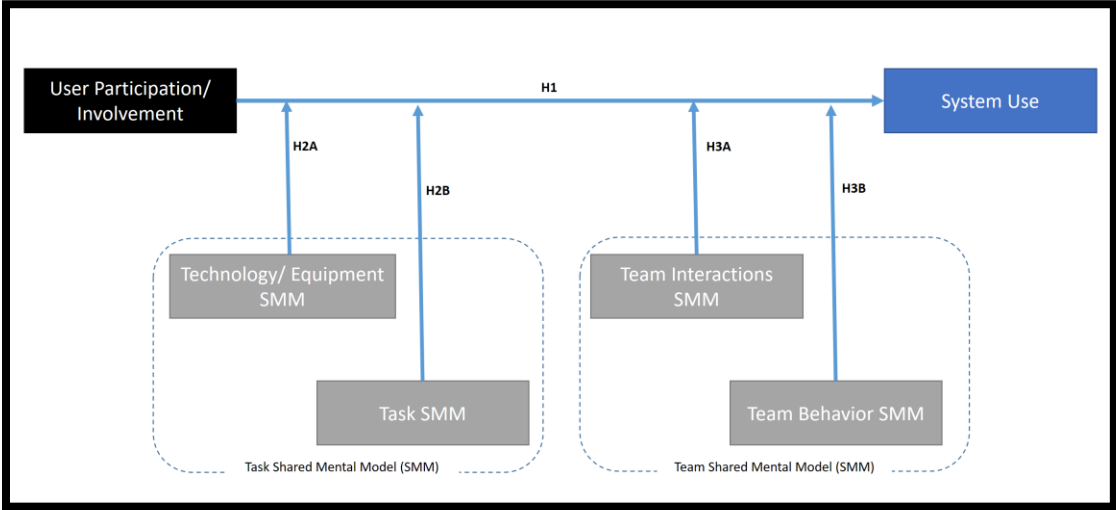 User Participation/
Involvement
H1
System Use
H2A
H2B
H3A
H3B
Technology/ Equipment
SMM
Task SMM
Task Shared Mental Model (SMM)
Team Interactions
SMM
Team Behavior SMM
Team Shared Mental Model (SMM)